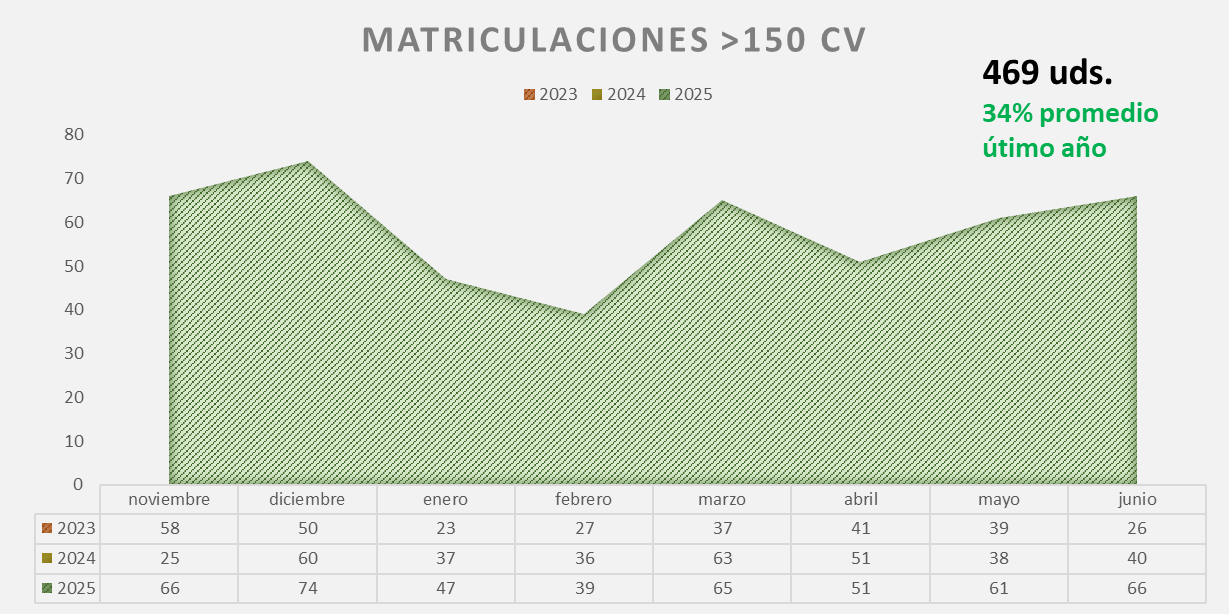 MATRICULACIONES >150 CV
469 uds.
34% promedio
útimo año
2023 2024 2025
80
70
60
50
40
30
20
10
0
noviembre diciembre enero febrero marzo abril mayo junio
2023 58 50 23 27 37 41 39 26
2024 25 60 37 36 63 51 38 40
2025 66 74 47 39 65 51 61 66